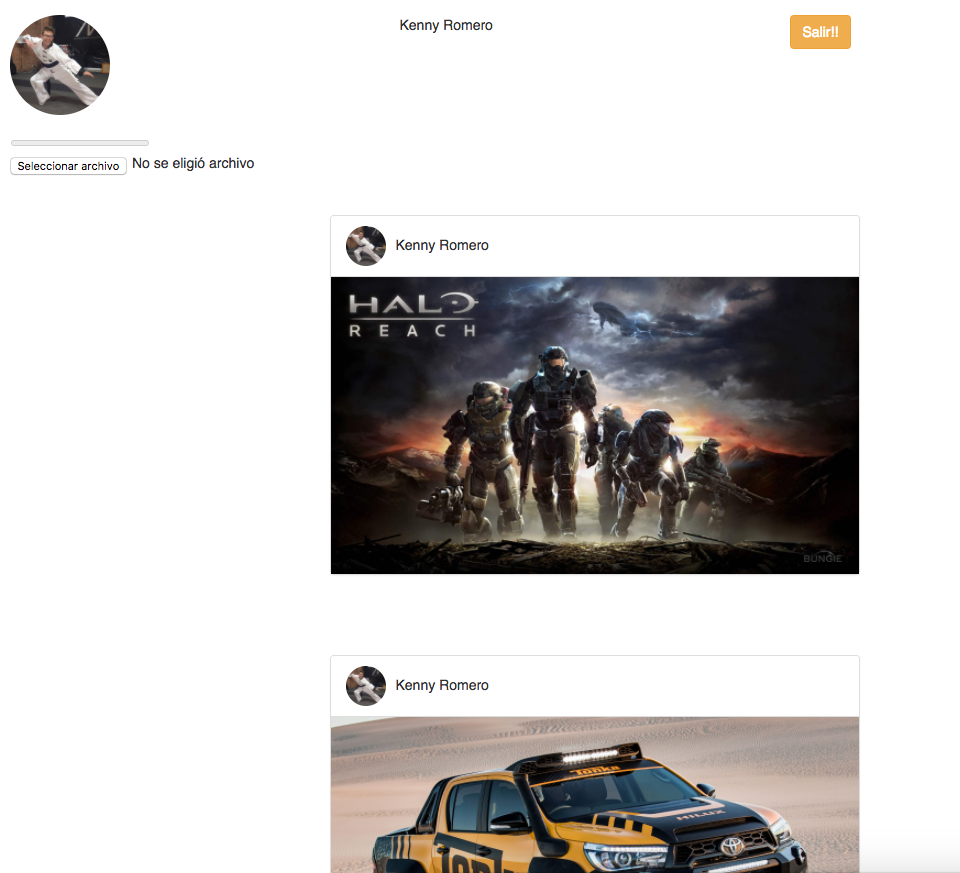 Kenny Romero
Salir!!
Seleccionar archivo No se eligió archivo
Kenny Romero
HALO
REACH
BUNGIE
Kenny Romero
Tonka
HILUX